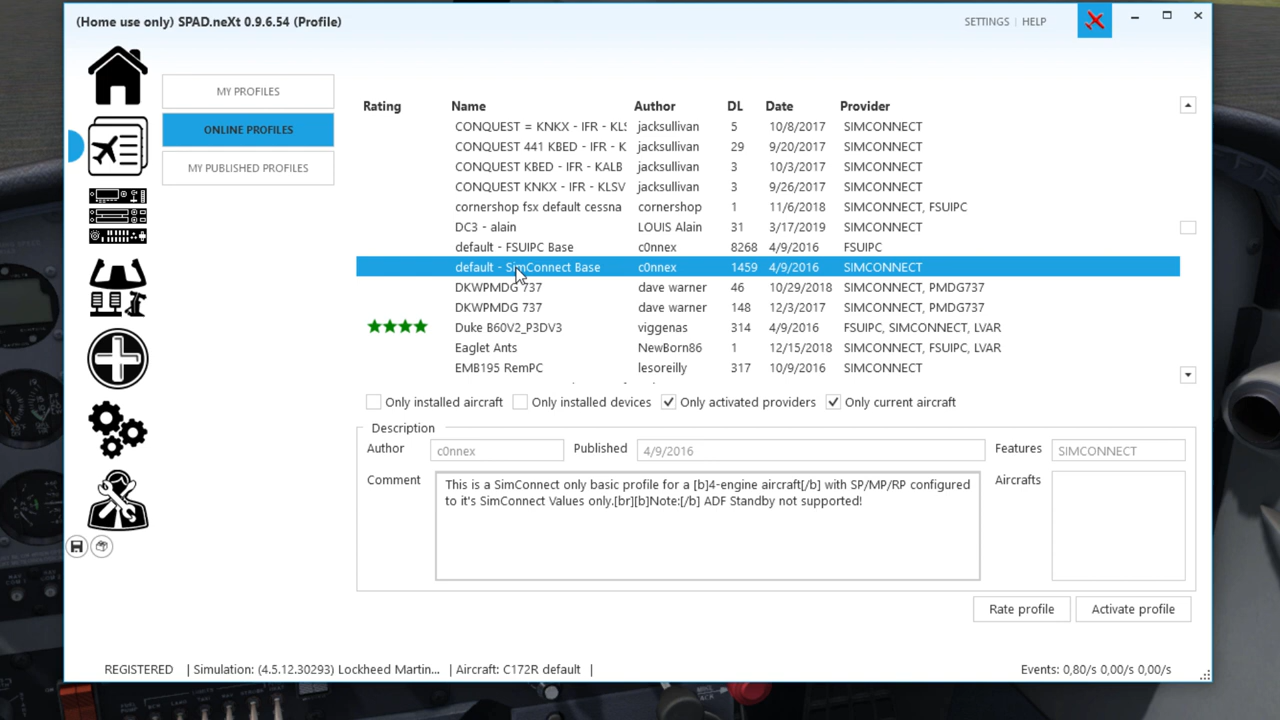 (Home use only) SPAD.neXt 0.9.6.54 (Profile)
SETTINGS | HELP
MY PROFILES
ONLINE PROFILES
MY PUBLISHED PROFILES
Rating Name Author DL Date Provider
CONQUEST = KNKX - IFR - KLS jacksullivan 5 10/8/2017 SIMCONNECT
CONQUEST 441 KBED - IFR - K jacksullivan 29 9/20/2017 SIMCONNECT
CONQUEST KBED - IFR - KALB jacksullivan 3 10/3/2017 SIMCONNECT
CONQUEST KNKX - IFR - KLSV jacksullivan 3 9/26/2017 SIMCONNECT
cornershop fsx default cessna cornershop 1 11/6/2018 SIMCONNECT, FSUIPC
DC3 - alain LOUIS Alain 31 3/17/2019 SIMCONNECT
default - FSUIPC Base c0nnex 8268 4/9/2016 FSUIPC
default - SimConnect Base c0nnex 1459 4/9/2016 SIMCONNECT
DKWPMDG 737 dave warner 46 10/29/2018 SIMCONNECT, PMDG737
DKWPMDG 737 dave warner 148 12/3/2017 SIMCONNECT, PMDG737
Duke B60V2_P3DV3 viggenas 314 4/9/2016 FSUIPC, SIMCONNECT, LVAR
Eaglet Ants NewBorn86 1 12/15/2018 SIMCONNECT, FSUIPC, LVAR
EMB195 RemPC lesoreilly 317 10/9/2016 SIMCONNECT
Only installed aircraft Only installed devices Only activated providers Only current aircraft
Description
Author c0nnex Published 4/9/2016 Features SIMCONNECT
Comment This is a SimConnect only basic profile for a [b]4-engine aircraft[/b] with SP/MP/RP configured Aircrafts
to it's SimConnect Values only.[br][b]Note:[/b] ADF Standby not supported!
Rate profile Activate profile
REGISTERED | Simulation: (4.5.12.30293) Lockheed Martin... | Aircraft: C172R default | Events: 0,80/s 0,00/s 0,00/s